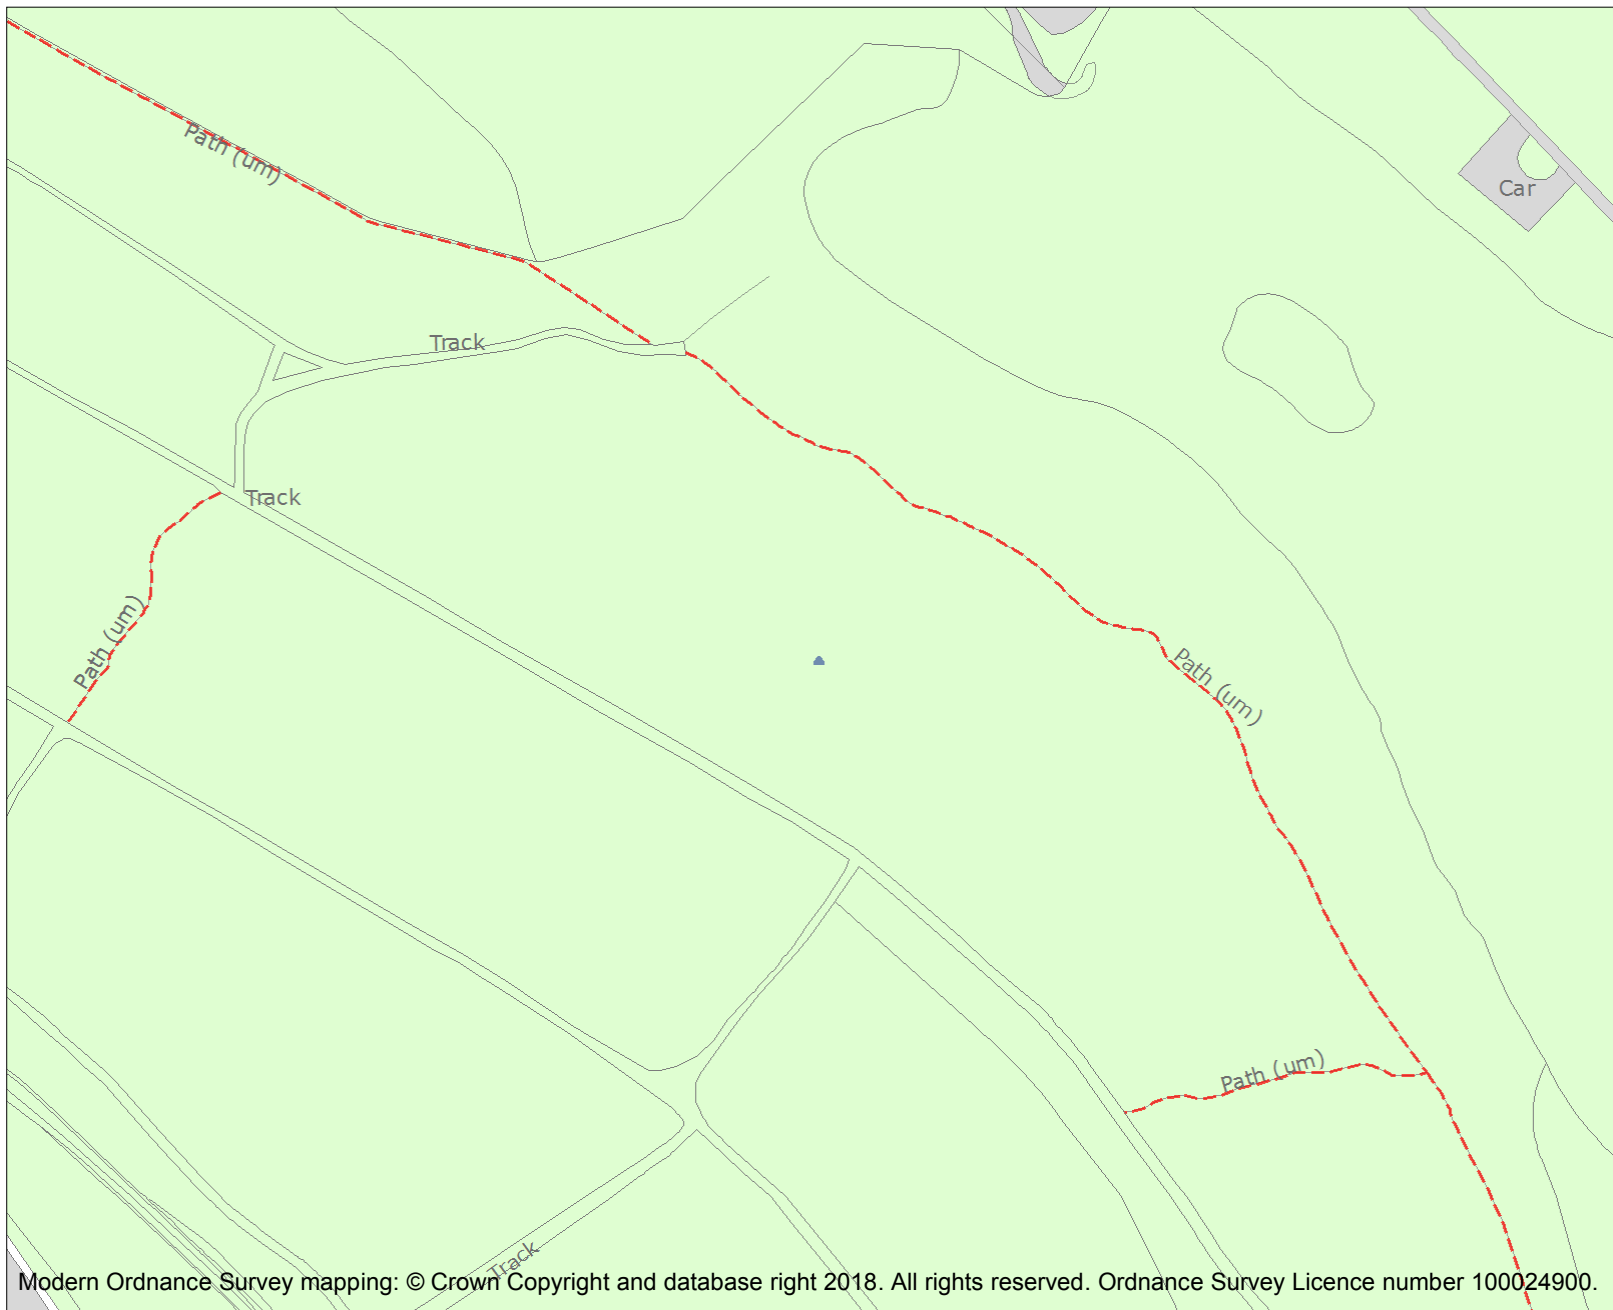 Path (um)
Car
Track
Track
Path (um)
Path (um)
Path (um)
Track
Modern Ordnance Survey mapping: © Crown Copyright and database right 2018. All rights reserved. Ordnance Survey Licence number 100024900.